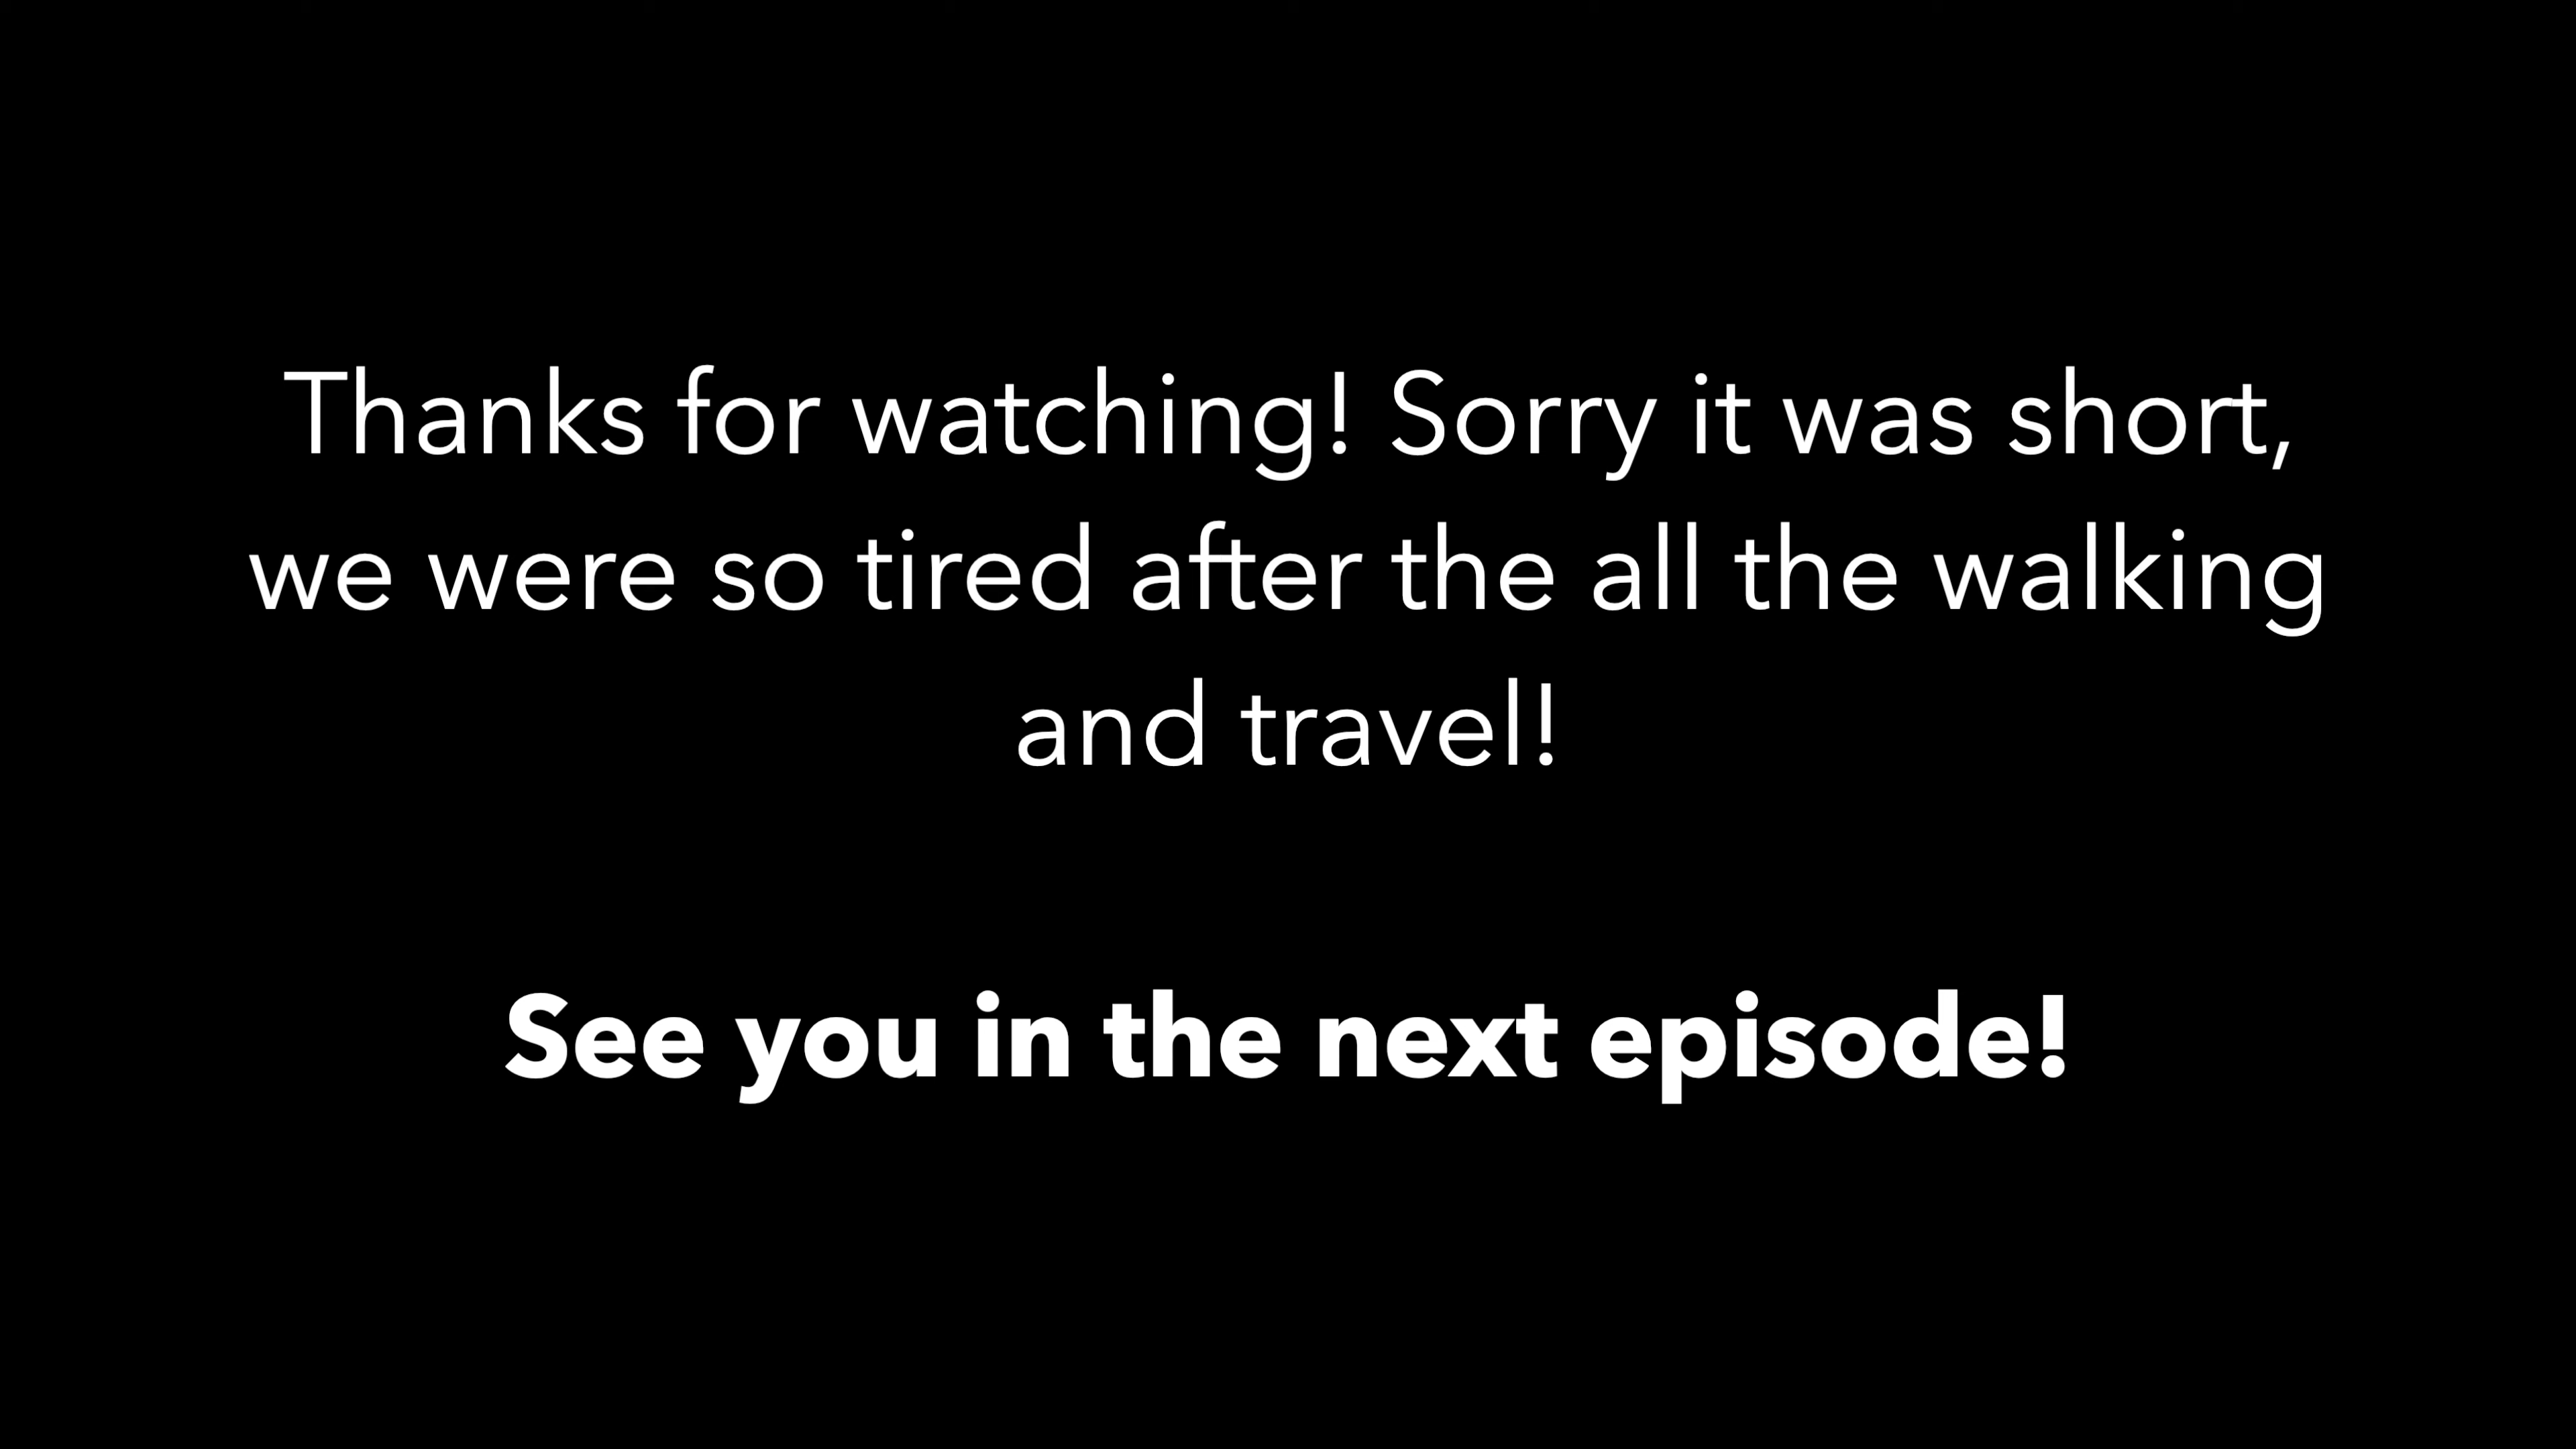 Thanks for watching! Sorry it was short,
we were so tired after the all the walking
and travel!
See you in the next episode!